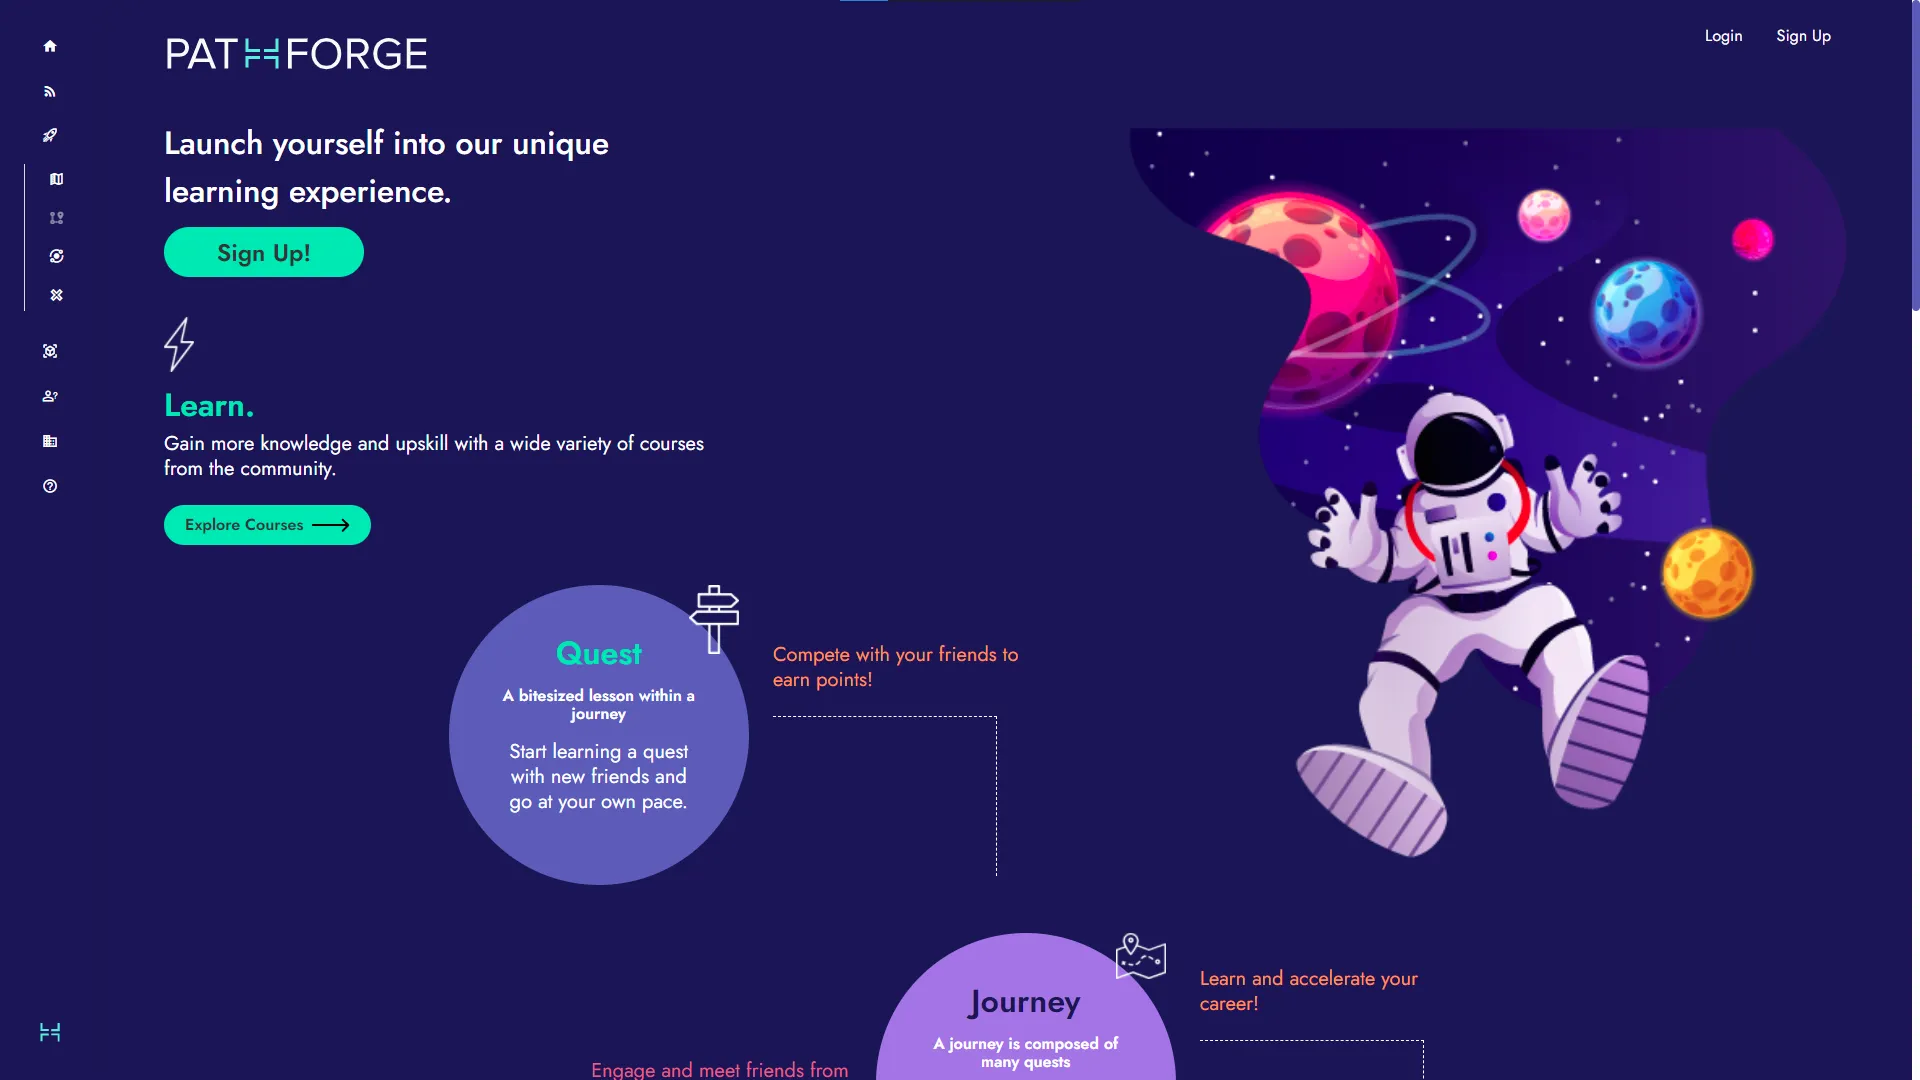 PATHFORGE
Login
Sign Up
Launch yourself into our unique
learning experience.
Sign Up!
Learn.
Gain more knowledge and upskill with a wide variety of courses
from the community.
Explore Courses
Quest
A bitesized lesson within a
journey
Start learning a quest
with new friends and
go at your own pace.
Compete with your friends to
earn points!
Journey
A journey is composed of
many quests
Learn and accelerate your
career!
Engage and meet friends from